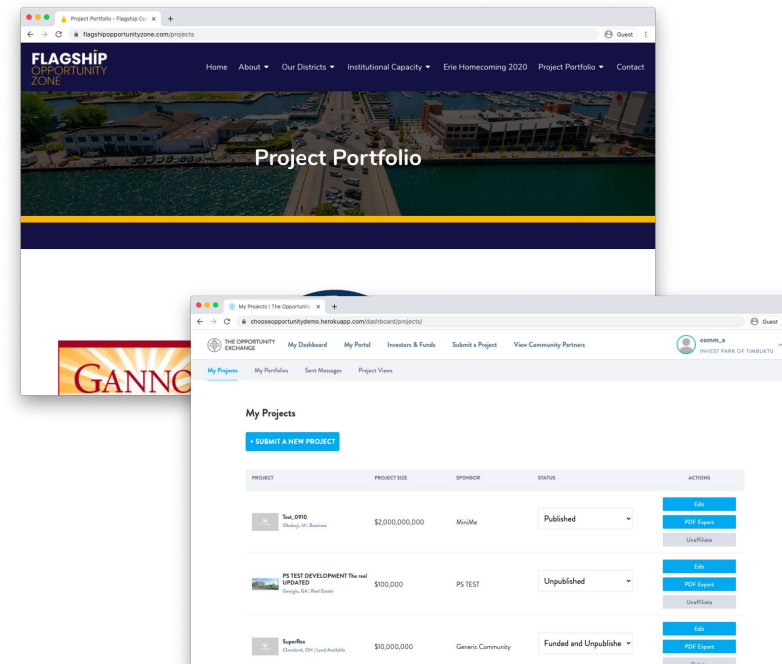 Project Portfolio - Flagship Op
flagshipopportunityzone.com/projects
Guest
FLAGSHIP
OPPORTUNITY
ZONE
Home About Our Districts Institutional Capacity Erie Homecoming 2020 Project Portfolio Contact
Project Portfolio
GANNO
My Projects | The Opportunit
chooseopportunitydemo.herokuapp.com/dashboard/projects/
Guest
THE OPPORTUNITY
EXCHANGE
My Dashboard My Portal Investors & Funds Submit a Project View Community Partners
comm_a
INVEST PARK OF TIMBUKTU
My Projects My Portfolios Sent Messages Project Views
My Projects
+ SUBMIT A NEW PROJECT
PROJECT PROJECT SIZE SPONSOR STATUS ACTIONS
Test_0910
Okoboji, IA | Business
$2,000,000,000
MiniMe
Published
Edit
PDF Export
Unaffiliate
PS TEST DEVELOPMENT The real
UPDATED
Georgia, GA | Real Estate
$100,000
PS TEST
Unpublished
Edit
PDF Export
Unaffiliate
SuperRex
Cleveland, OH | Land Available
$10,000,000
Generic Community
Funded and Unpublishe
Edit
PDF Export